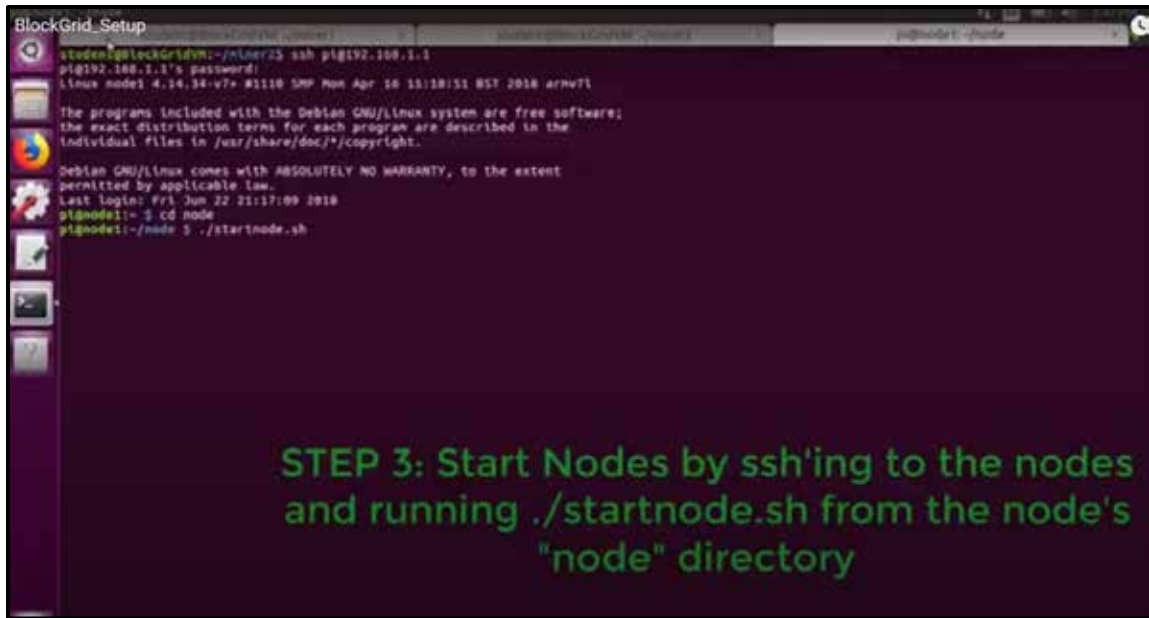 BlockGrid_Setup
pi@node1: ~/node
student@BlockGridVM:~/miner2$ ssh pi@192.168.1.1
pi@192.168.1.1's password:
Linux node1 4.14.34-v7+ #1110 SMP Mon Apr 16 15:18:51 BST 2018 armv7l
The programs included with the Debian GNU/Linux system are free software;
the exact distribution terms for each program are described in the
individual files in /usr/share/doc/*/copyright.
Debian GNU/Linux comes with ABSOLUTELY NO WARRANTY, to the extent
permitted by applicable law.
Last login: Fri Jun 22 21:17:09 2018
pi@node1:~ $ cd node
pi@node1:~/node $ ./startnode.sh
STEP 3: Start Nodes by ssh'ing to the nodes
and running ./startnode.sh from the node's
"node" directory